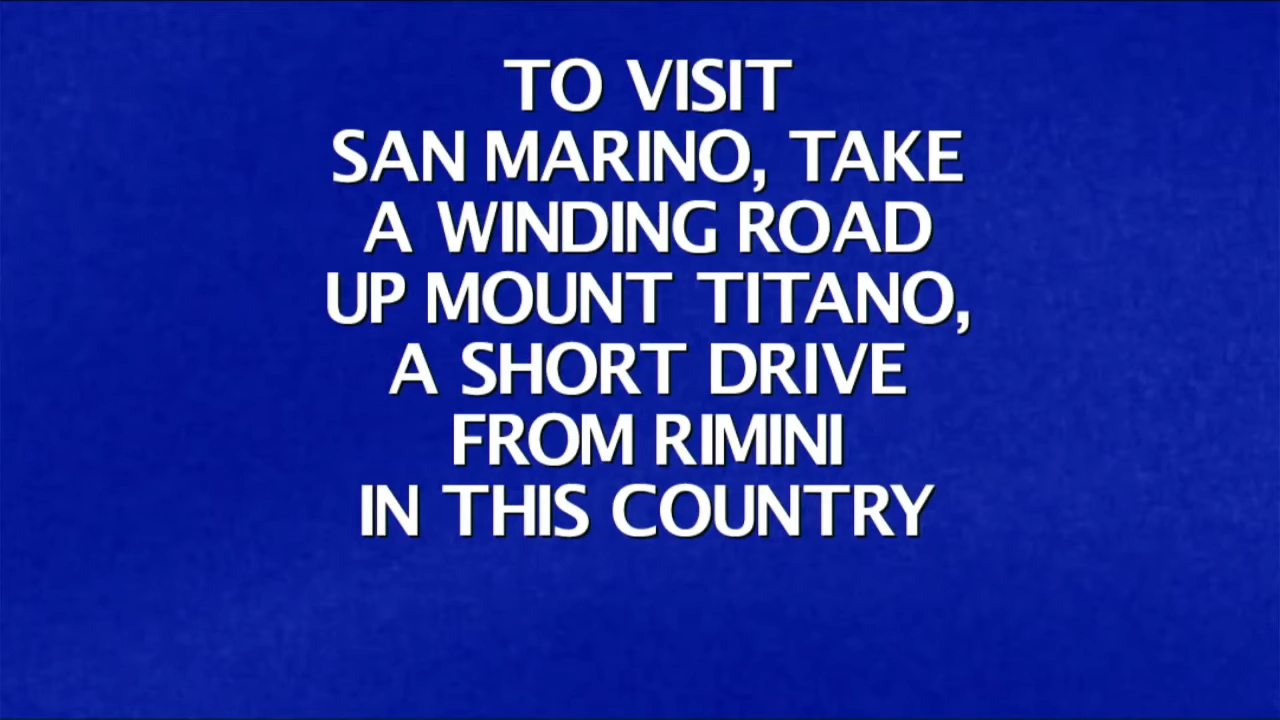 TO VISIT
SAN MARINO, TAKE
A WINDING ROAD
UP MOUNT TITANO,
A SHORT DRIVE
FROM RIMINI
IN THIS COUNTRY